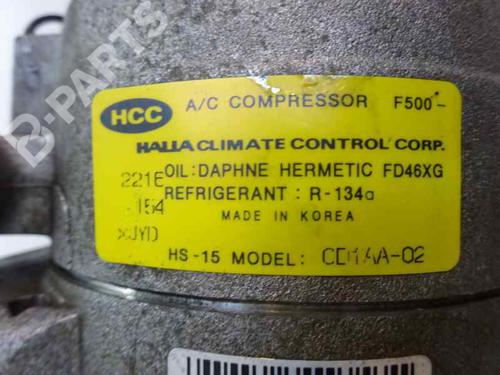 B-PARTS
HCC A/C COMPRESSOR F500-
HALLA CLIMATE CONTROL CORP.
OIL: DAPHNE HERMETIC FD46XG
221E
REFRIGERANT : R-134a
154
MADE IN KOREA
HS-15 MODEL: